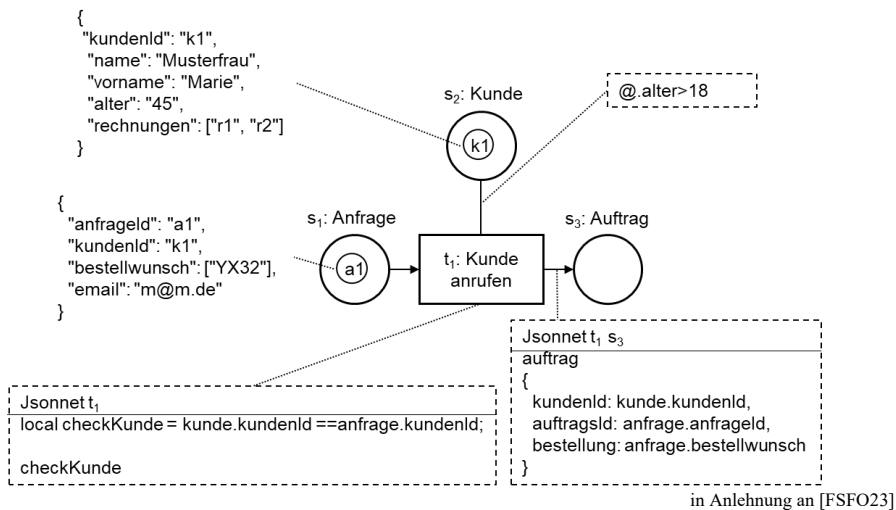 {
"kundenId": "k1",
"name": "Musterfrau",
"vorname": "Marie",
"alter": "45",
"rechnungen": ["r1", "r2"]
}
s2: Kunde
k1
@.alter>18
{
"anfrageId": "a1",
"kundenId": "k1",
"bestellwunsch": ["YX32"],
"email": "m@m.de"
}
s1: Anfrage
a1
t1: Kunde
anrufen
s3: Auftrag
Jsonnet t1
local checkKunde = kunde.kundenId ==anfrage.kundenId;
checkKunde
Jsonnet t1 s3
auftrag
{
kundenId: kunde.kundenId,
auftragsId: anfrage.anfrageId,
bestellung: anfrage.bestellwunsch
}
in Anlehnung an [FSFO23]